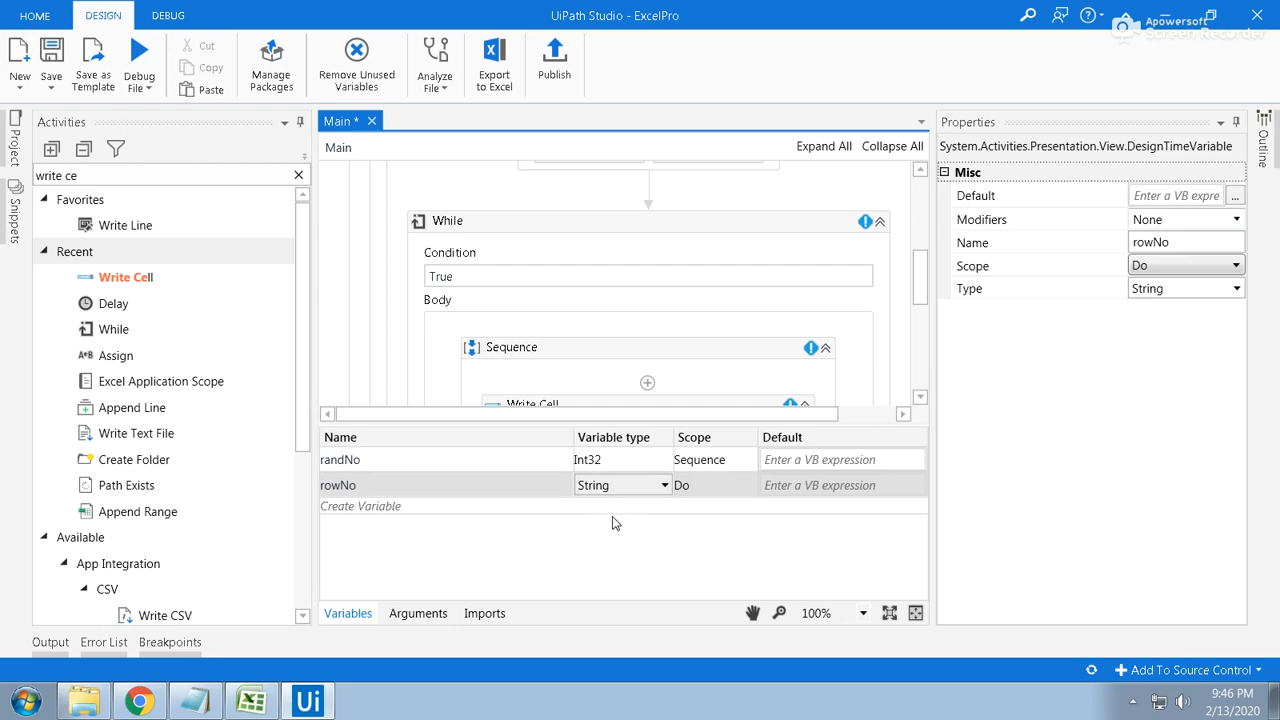 HOME
DESIGN
DEBUG
UiPath Studio - ExcelPro
Apowersoft
Screen Recorder
New
Save
Save as
Template
Debug
File
Cut
Copy
Paste
Manage
Packages
Remove Unused
Variables
Analyze
File
Export
to Excel
Publish
Project
Snippets
Activities
write ce
Favorites
Write Line
Recent
Write Cell
Delay
While
Assign
Excel Application Scope
Append Line
Write Text File
Create Folder
Path Exists
Append Range
Available
App Integration
CSV
Write CSV
Main *
Main
Expand All
Collapse All
While
Condition
True
Body
Sequence
Write Cell
Name Variable type Scope Default
randNo Int32 Sequence Enter a VB expression
rowNo String Do Enter a VB expression
Create Variable
Variables
Arguments
Imports
100%
Properties
System.Activities.Presentation.View.DesignTimeVariable
Misc
Default Enter a VB expre ...
Modifiers None
Name rowNo
Scope Do
Type String
Outline
Output
Error List
Breakpoints
Add To Source Control
Ui
9:46 PM
2/13/2020